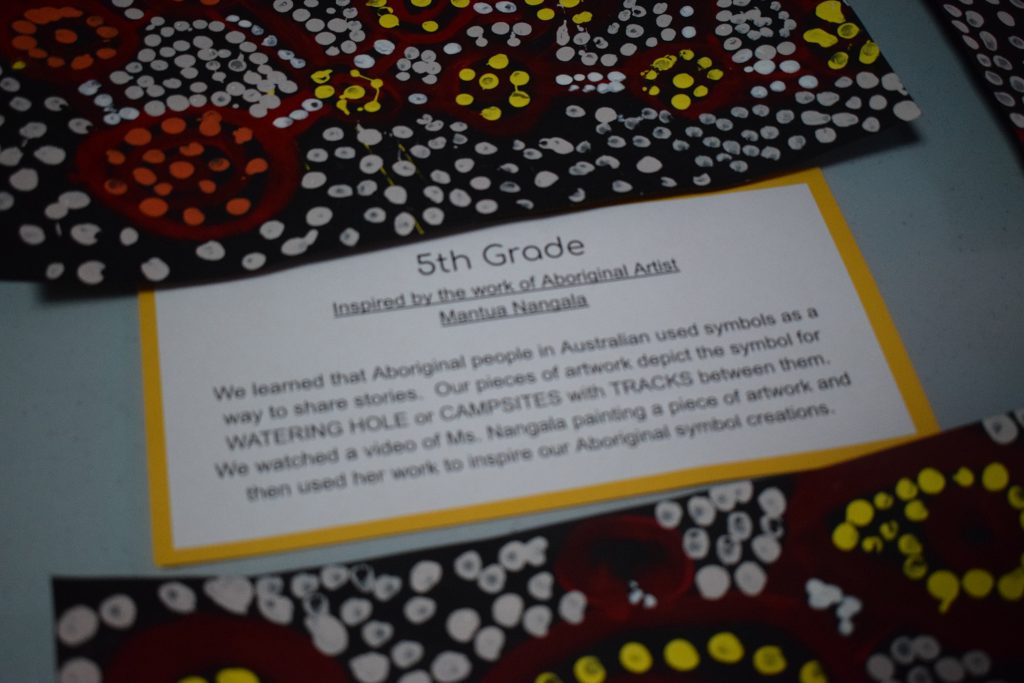 5th Grade
Inspired by the work of Aboriginal Artist
Mantua Nangala
We learned that Aboriginal people in Australian used symbols as a
way to share stories. Our pieces of artwork depict the symbol for
WATERING HOLE or CAMPSITES with TRACKS between them.
We watched a video of Ms. Nangala painting a piece of artwork and
then used her work to inspire our Aboriginal symbol creations.